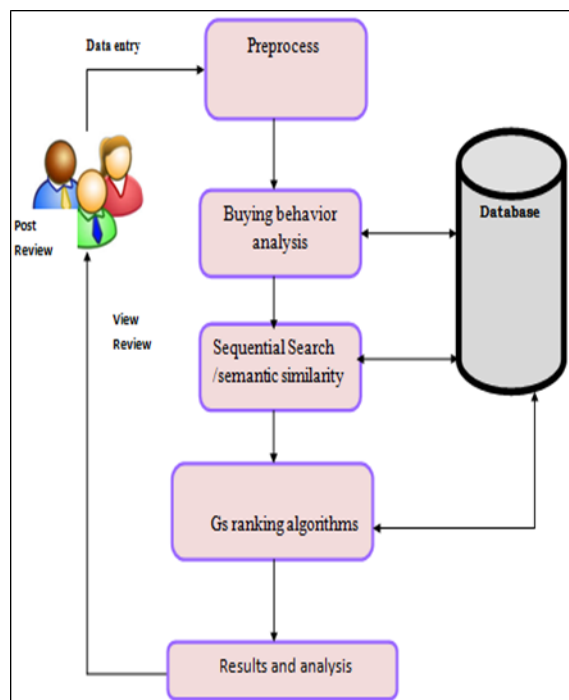 Data entry
Preprocess
Post
Review
Buying behavior
analysis
Database
View
Review
Sequential Search
/semantic similarity
Gs ranking algorithms
Results and analysis